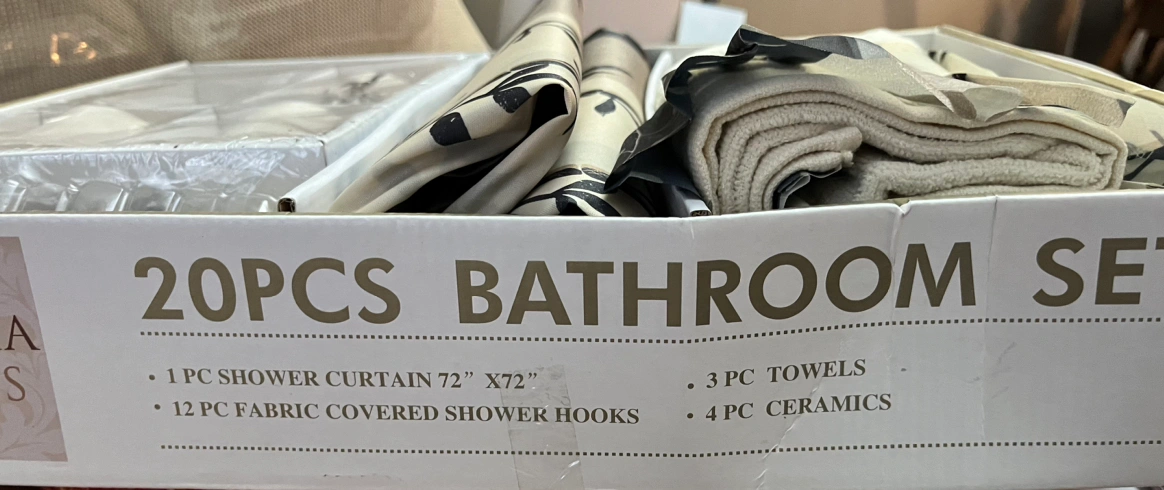 20PCS BATHROOM SET
• 1 PC SHOWER CURTAIN 72” X72”
• 12 PC FABRIC COVERED SHOWER HOOKS
• 3 PC TOWELS
• 4 PC CERAMICS